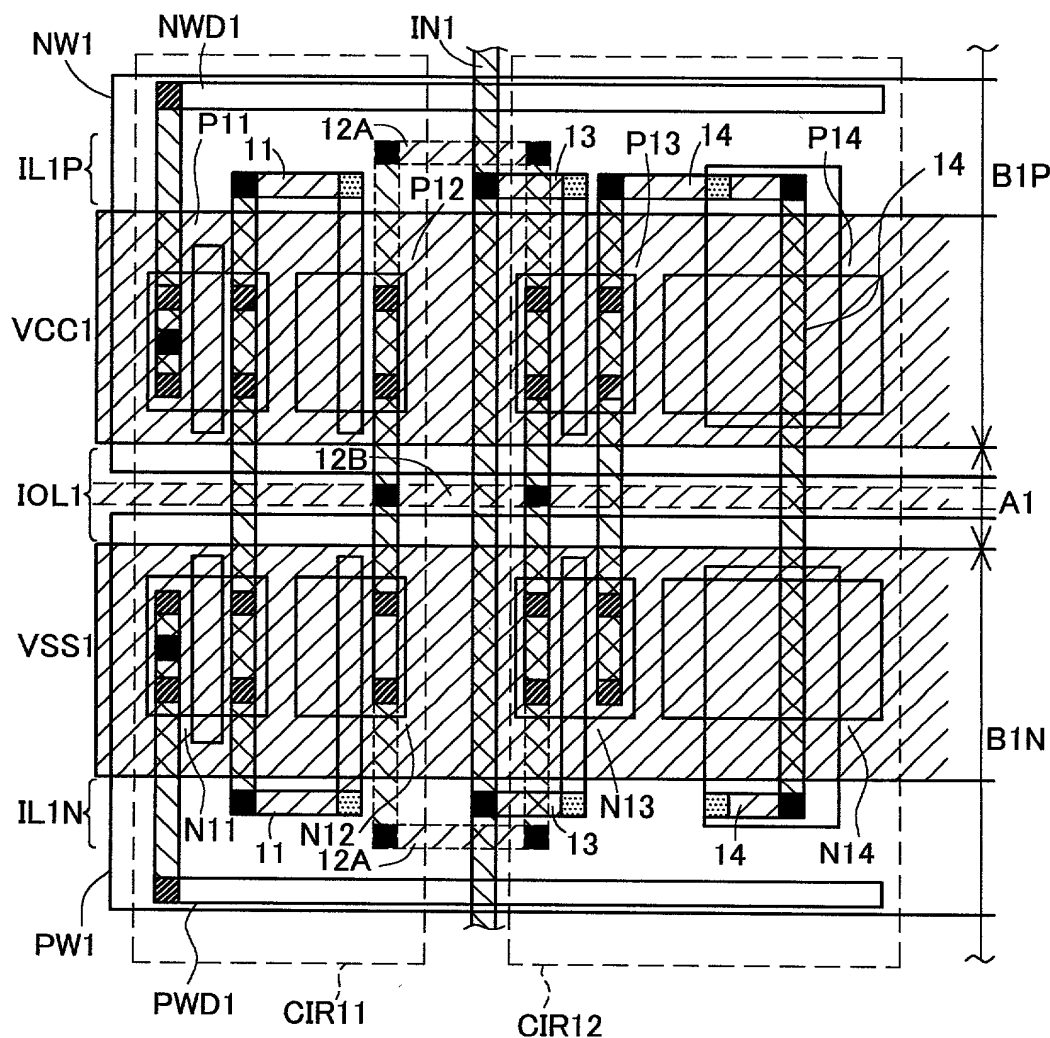 NWD1
IN1
NW1
P11
11
12A
13
P13
14
P14
14
IL1P
P12
B1P
VCC1
12B
IOL1
A1
VSS1
B1N
IL1N
N11
11
N12
12A
13
N13
14
N14
PW1
PWD1
CIR11
CIR12